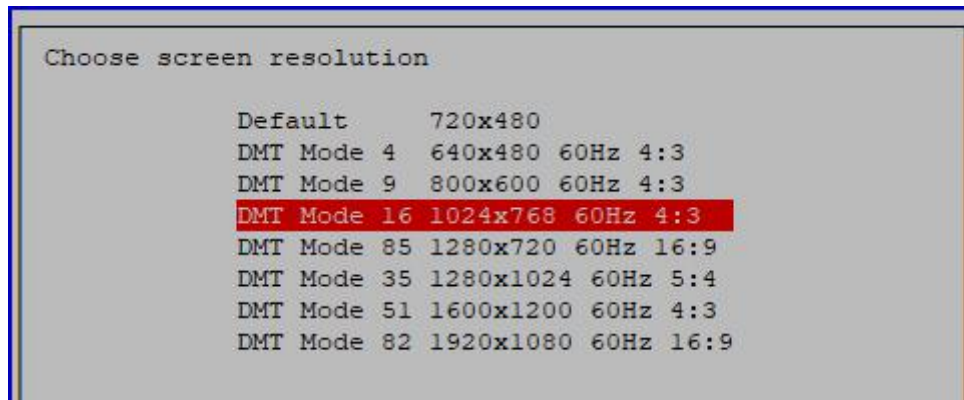 Choose screen resolution
Default 720x480
DMT Mode 4 640x480 60Hz 4:3
DMT Mode 9 800x600 60Hz 4:3
DMT Mode 16 1024x768 60Hz 4:3
DMT Mode 85 1280x720 60Hz 16:9
DMT Mode 35 1280x1024 60Hz 5:4
DMT Mode 51 1600x1200 60Hz 4:3
DMT Mode 82 1920x1080 60Hz 16:9